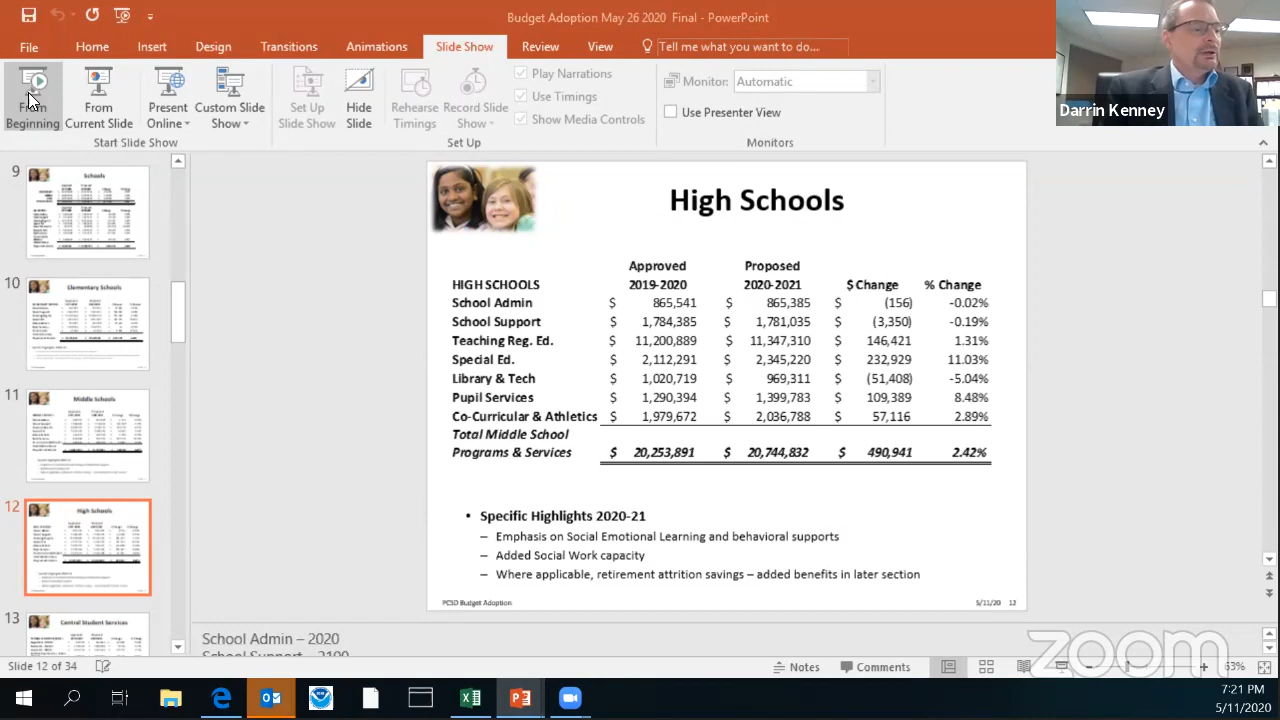 Budget Adoption May 26 2020 Final - PowerPoint
File Home Insert Design Transitions Animations Slide Show Review View Tell me what you want to do....
From Beginning
From Current Slide
Present Online
Custom Slide Show
Set Up Slide Show
Hide Slide
Rehearse Timings
Record Slide Show
Play Narrations
Use Timings
Show Media Controls
Monitor: Automatic
Use Presenter View
Start Slide Show Set Up Monitors
Darrin Kenney
9
Schools
10
Elementary Schools
11
Middle Schools
12
High Schools
13
Central Student Services
High Schools
Approved Proposed
HIGH SCHOOLS 2019-2020 2020-2021 $ Change % Change
School Admin $ 865,541 $ 865,385 $ (156) -0.02%
School Support $ 1,784,385 $ 1,781,035 $ (3,350) -0.19%
Teaching Reg. Ed. $ 11,200,889 $ 11,347,310 $ 146,421 1.31%
Special Ed. $ 2,112,291 $ 2,345,220 $ 232,929 11.03%
Library & Tech $ 1,020,719 $ 969,311 $ (51,408) -5.04%
Pupil Services $ 1,290,394 $ 1,399,783 $ 109,389 8.48%
Co-curricular & Athletics $ 1,979,672 $ 57,116 2.89%
Total Middle School
Programs & Services $ 20,253,891 $ 20,744,832 $ 490,941 2.42%
• Specific Highlights 2020-21
Emphasis on Social Emotional Learning and behavioral supports
Added Social Work capacity
Where applicable, retirement attrition savings – added benefits in later section
PCSD Budget Adoption 5/11/20 12
School Admin – 2020
School Support – 2100
zoom
Slide 12 of 34 Notes Comments 63%
7:21 PM
5/11/2020